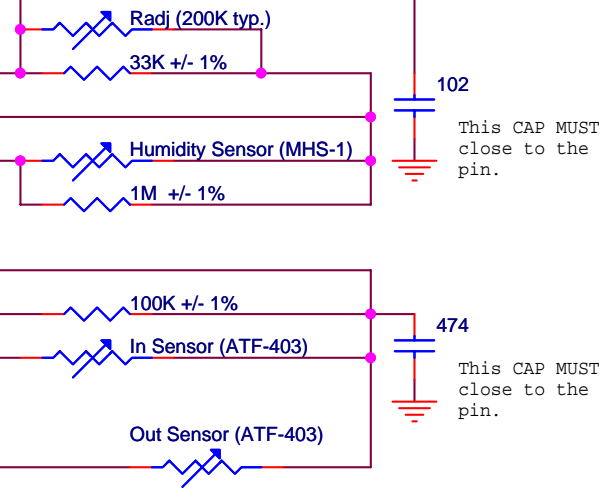 Radj (200K typ.)
33K +/- 1%
102
This CAP MUST
close to the
pin.
Humidity Sensor (MHS-1)
1M +/- 1%
100K +/- 1%
474
In Sensor (ATF-403)
This CAP MUST
close to the
pin.
Out Sensor (ATF-403)